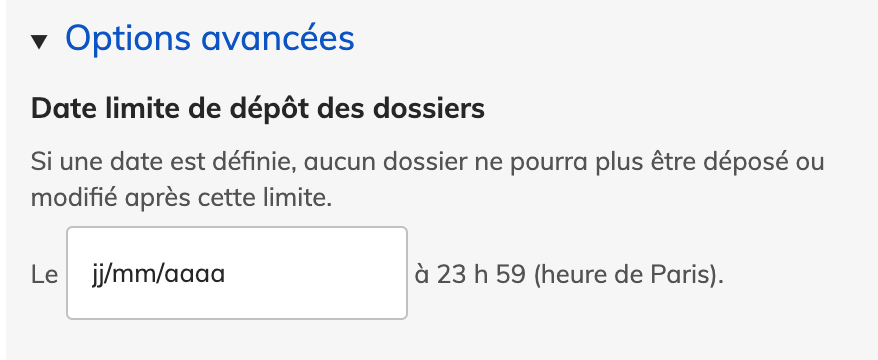 Options avancées
Date limite de dépôt des dossiers
Si une date est définie, aucun dossier ne pourra plus être déposé ou
modifié après cette limite.
Le jj/mm/aaaa à 23 h 59 (heure de Paris).